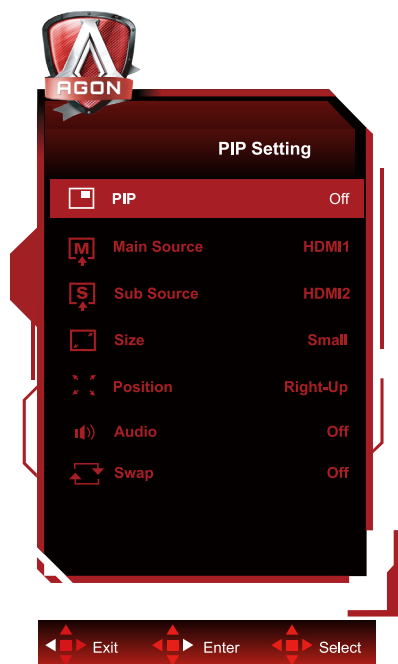 AGON
PIP Setting
PIP Off
M Main Source HDMI1
S Sub Source HDMI2
Size Small
Position Right-Up
Audio Off
Swap Off
Exit Enter Select